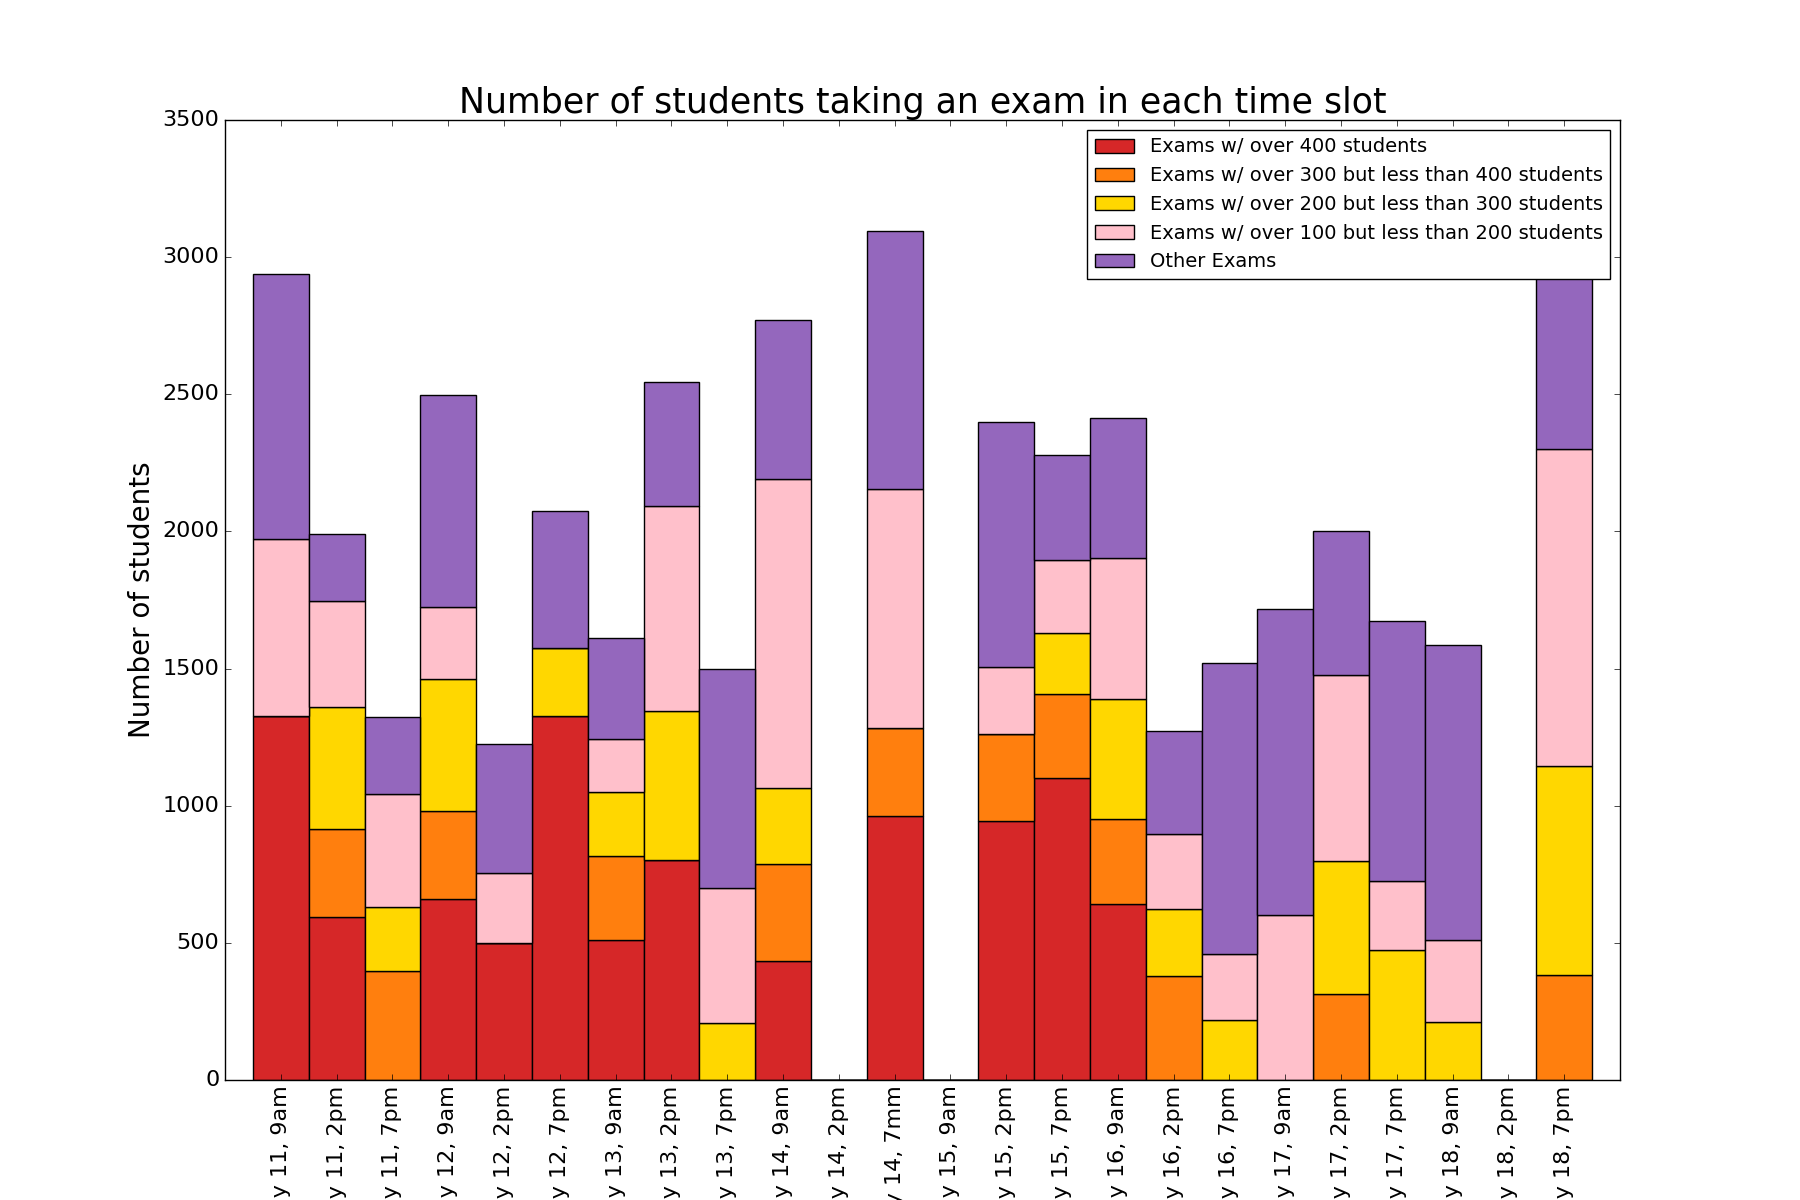 Number of students taking an exam in each time slot
Exams w/ over 400 students
Exams w/ over 300 but less than 400 students
Exams w/ over 200 but less than 300 students
Exams w/ over 100 but less than 200 students
Other Exams
Number of students
3500
3000
2500
2000
1500
1000
500
0
y 11, 9am
y 11, 2pm
y 11, 7pm
y 12, 9am
y 12, 2pm
y 12, 7pm
y 13, 9am
y 13, 2pm
y 13, 7pm
y 14, 9am
y 14, 2pm
y 14, 7mm
y 15, 9am
y 15, 2pm
y 15, 7pm
y 16, 9am
y 16, 2pm
y 16, 7pm
y 17, 9am
y 17, 2pm
y 17, 7pm
y 18, 9am
y 18, 2pm
y 18, 7pm